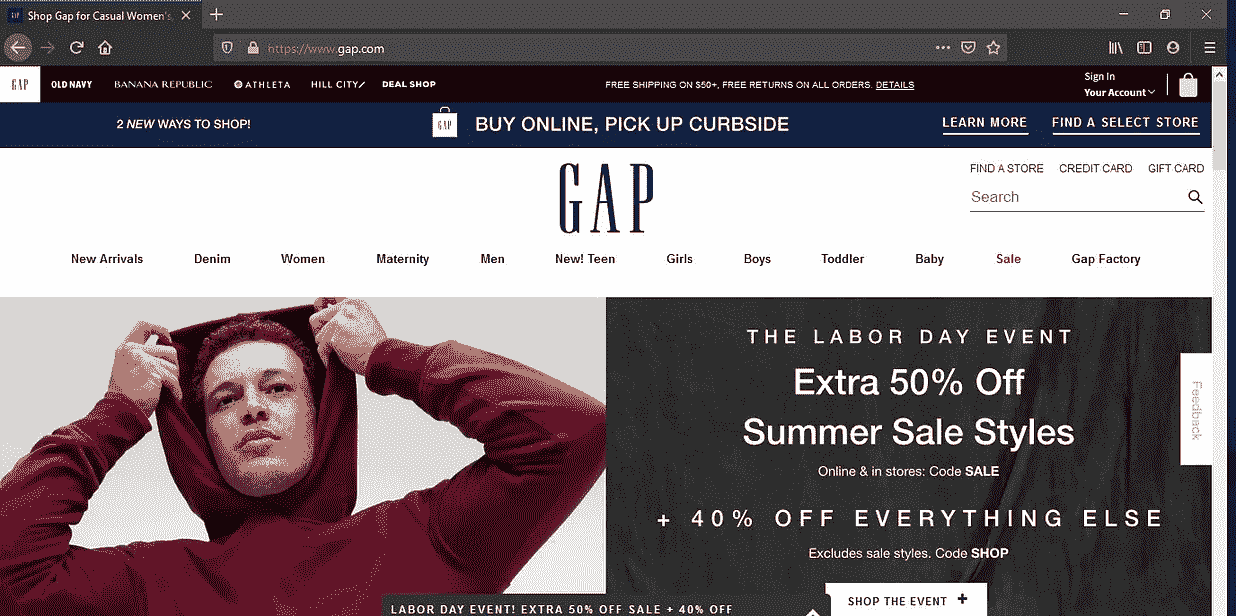 GAP Shop Gap for Casual Women's,
https://www.gap.com
GAP OLD NAVY BANANA REPUBLIC ATHLETA HILL CITY DEAL SHOP FREE SHIPPING ON $50+, FREE RETURNS ON ALL ORDERS. DETAILS Sign In
Your Account
2 NEW WAYS TO SHOP! GAP BUY ONLINE, PICK UP CURBSIDE LEARN MORE FIND A SELECT STORE
FIND A STORE CREDIT CARD GIFT CARD
GAP
Search
New Arrivals Denim Women Maternity Men New! Teen Girls Boys Toddler Baby Sale Gap Factory
THE LABOR DAY EVENT
Extra 50% Off
Summer Sale Styles
Online & in stores: Code SALE
+ 40% OFF EVERYTHING ELSE
Excludes sale styles. Code SHOP
SHOP THE EVENT +
Feedback
LABOR DAY EVENT! EXTRA 50% OFF SALE + 40% OFF